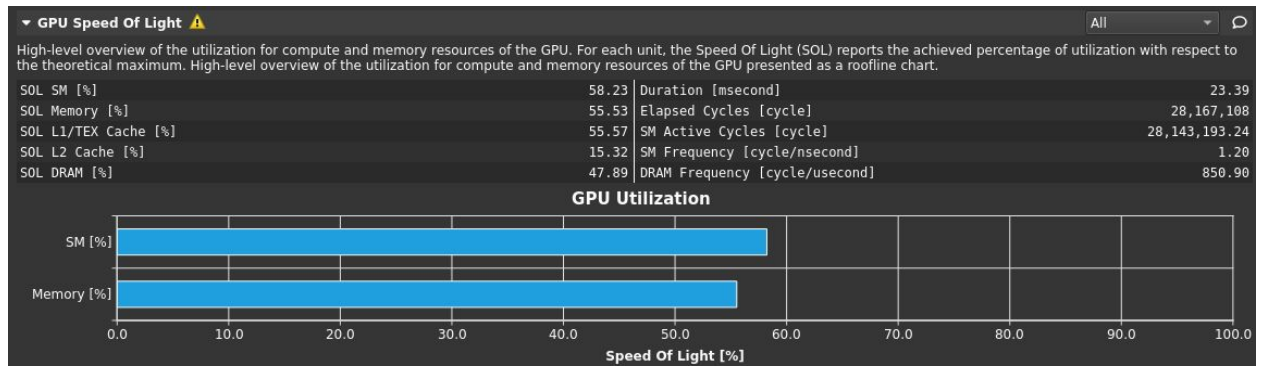 GPU Speed Of Light
All
High-level overview of the utilization for compute and memory resources of the GPU. For each unit, the Speed Of Light (SOL) reports the achieved percentage of utilization with respect to
the theoretical maximum. High-level overview of the utilization for compute and memory resources of the GPU presented as a roofline chart.
SOL SM [%] 58.23 Duration [msecond] 23.39
SOL Memory [%] 55.53 Elapsed Cycles [cycle] 28,167,108
SOL L1/TEX Cache [%] 55.57 SM Active Cycles [cycle] 28,143,193.24
SOL L2 Cache [%] 15.32 SM Frequency [cycle/nsecond] 1.20
SOL DRAM [%] 47.89 DRAM Frequency [cycle/usecond] 850.90
GPU Utilization
SM [%]
Memory [%]
0.0 10.0 20.0 30.0 40.0 50.0 60.0 70.0 80.0 90.0 100.0
Speed Of Light [%]